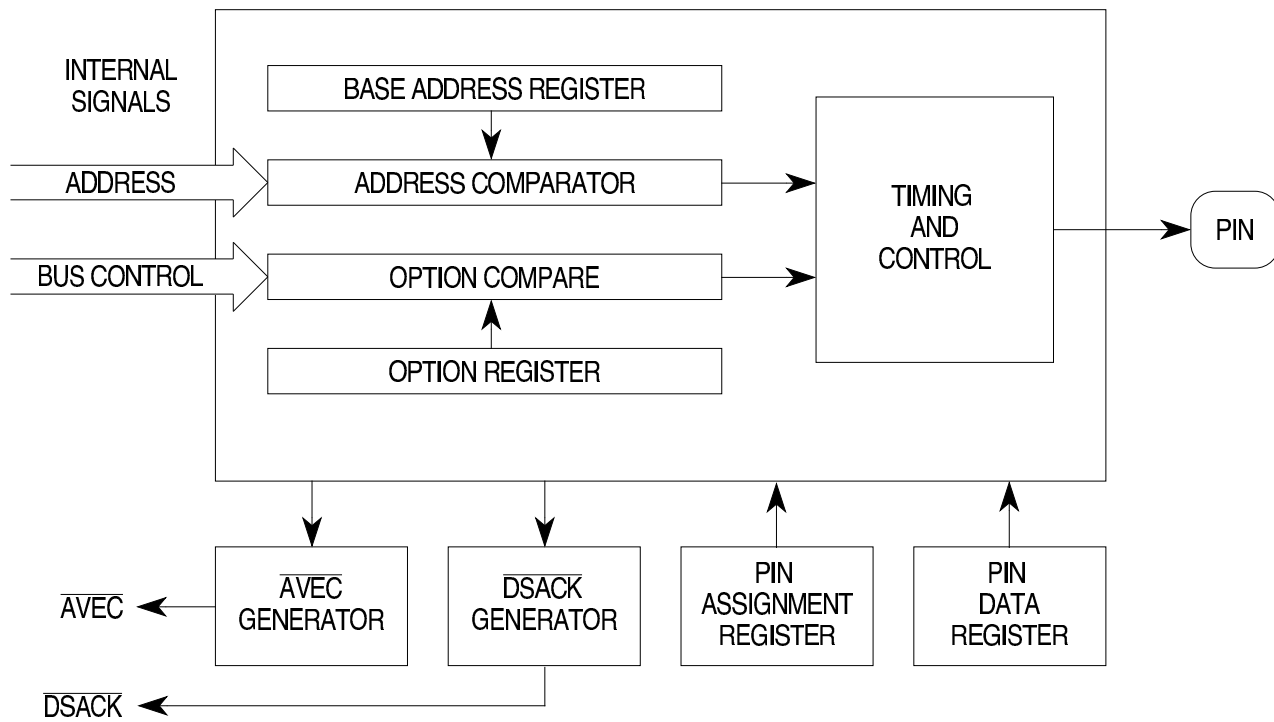 INTERNAL
SIGNALS
BASE ADDRESS REGISTER
ADDRESS
ADDRESS COMPARATOR
TIMING
AND
CONTROL
PIN
BUS CONTROL
OPTION COMPARE
OPTION REGISTER
AVEC
GENERATOR
DSACK
GENERATOR
PIN
ASSIGNMENT
REGISTER
PIN
DATA
REGISTER
AVEC
DSACK